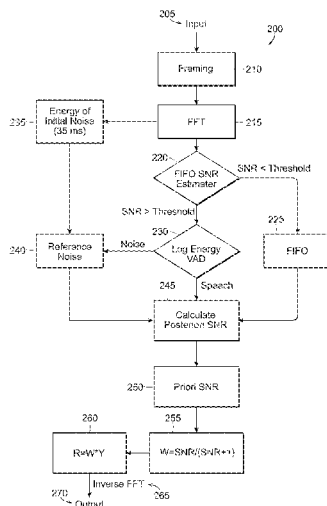 205
Input
200
Framing
210
Energy of
Initial Noise
(35 ms)
235
FFT
215
220
FIFO SNR
Estimater
SNR < Threshold
SNR > Threshold
230
225
240
Reference
Noise
Noise
Log Energy
VAD
FIFO
245
Speech
Calculate
Posteriori SNR
250
Priori SNR
260
255
R=W*Y
W=SNR/(SNR+1)
Inverse FFT
265
270
Output